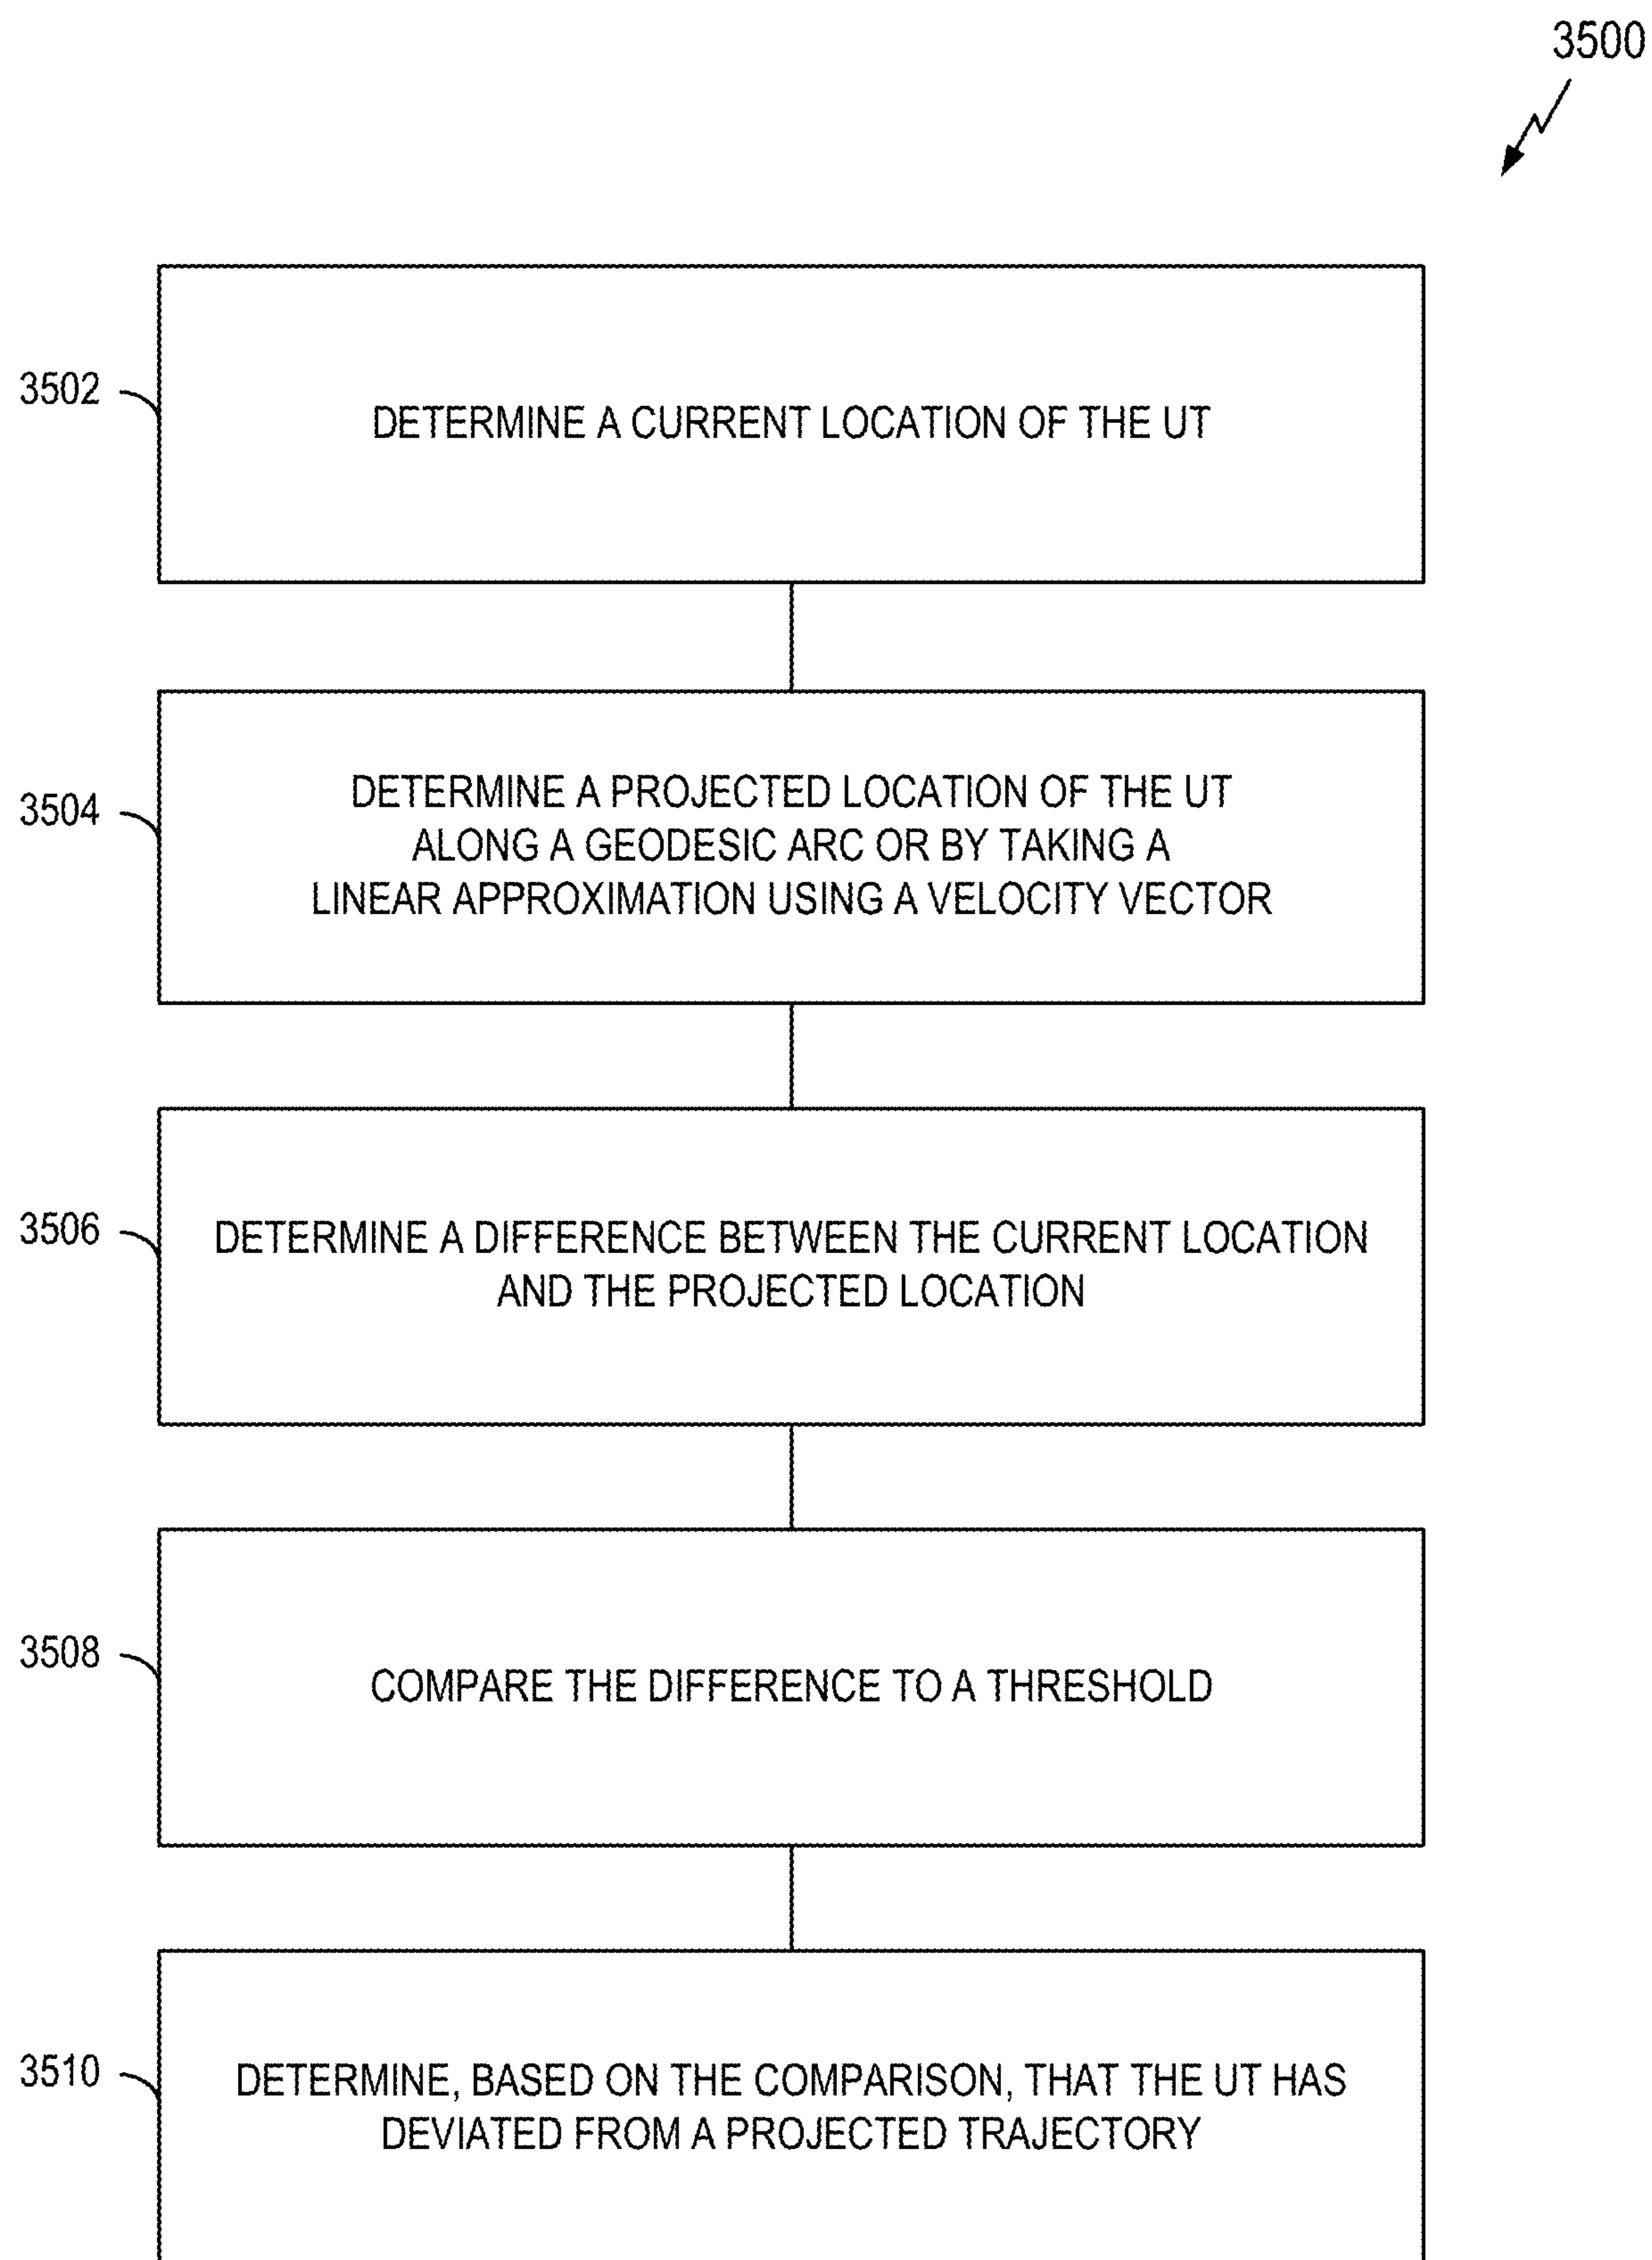 3500
3502
DETERMINE A CURRENT LOCATION OF THE UT
3504
DETERMINE A PROJECTED LOCATION OF THE UT
ALONG A GEODESIC ARC OR BY TAKING A
LINEAR APPROXIMATION USING A VELOCITY VECTOR
3506
DETERMINE A DIFFERENCE BETWEEN THE CURRENT LOCATION
AND THE PROJECTED LOCATION
3508
COMPARE THE DIFFERENCE TO A THRESHOLD
3510
DETERMINE, BASED ON THE COMPARISON, THAT THE UT HAS
DEVIATED FROM A PROJECTED TRAJECTORY